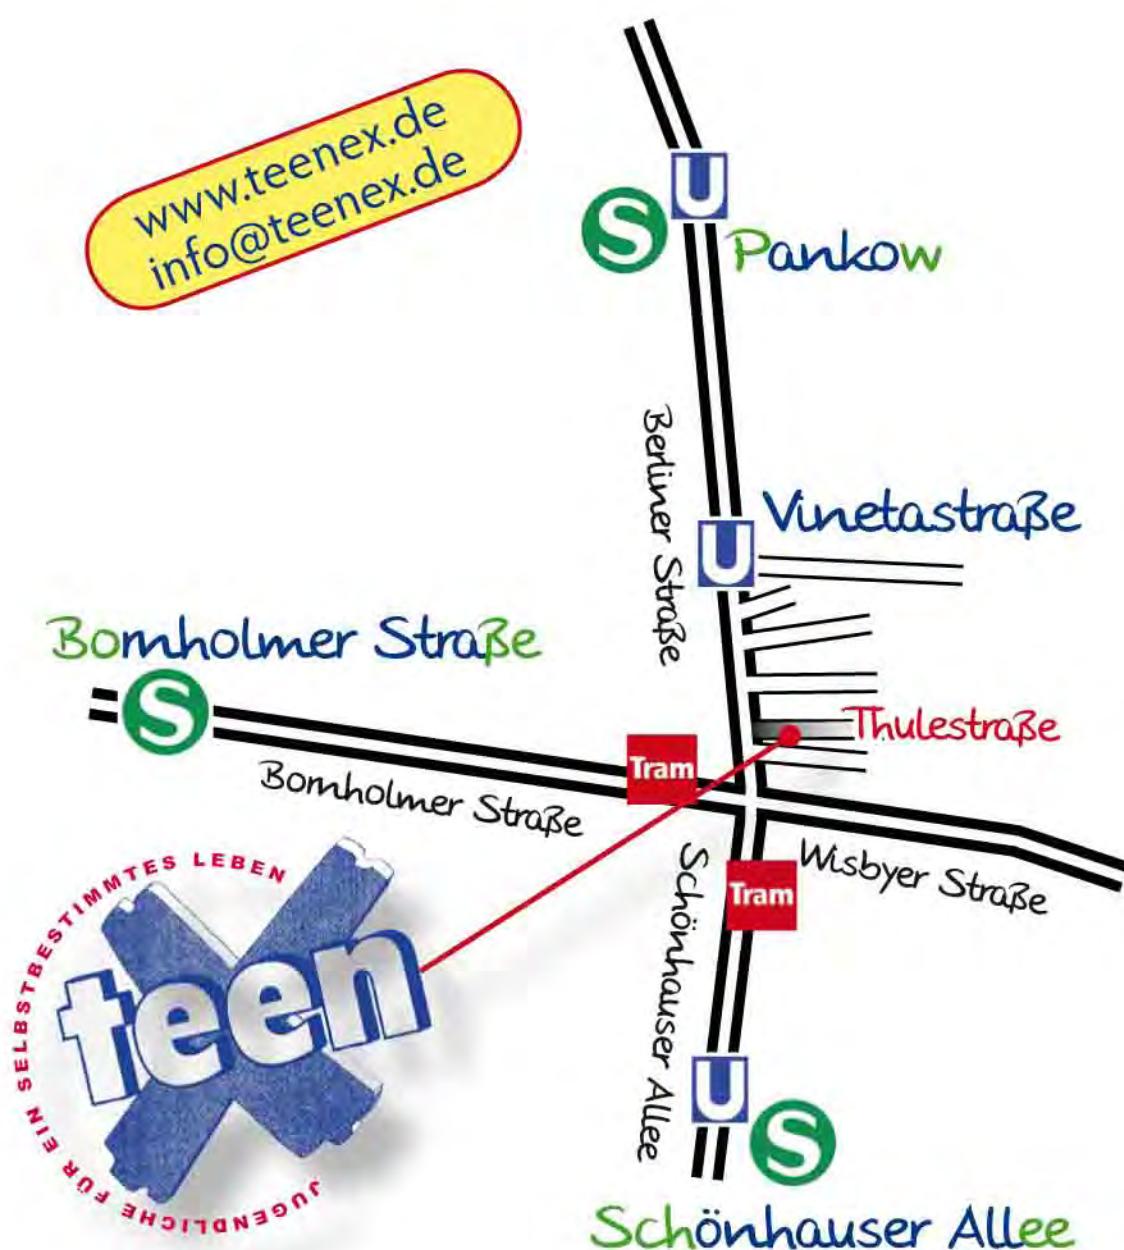 www.teenex.de
info@teenex.de
U
S
Pankow
Berliner Straße
Vinetastraße
U
Bornholmer Straße
S
Thulestraße
Tram
Bornholmer Straße
Wisbyer Straße
Schönhauser Allee
Tram
JUGENDLICHE FÜR EIN SELBSTBESTIMMTES LEBEN
teen
U
S
Schönhauser Allee